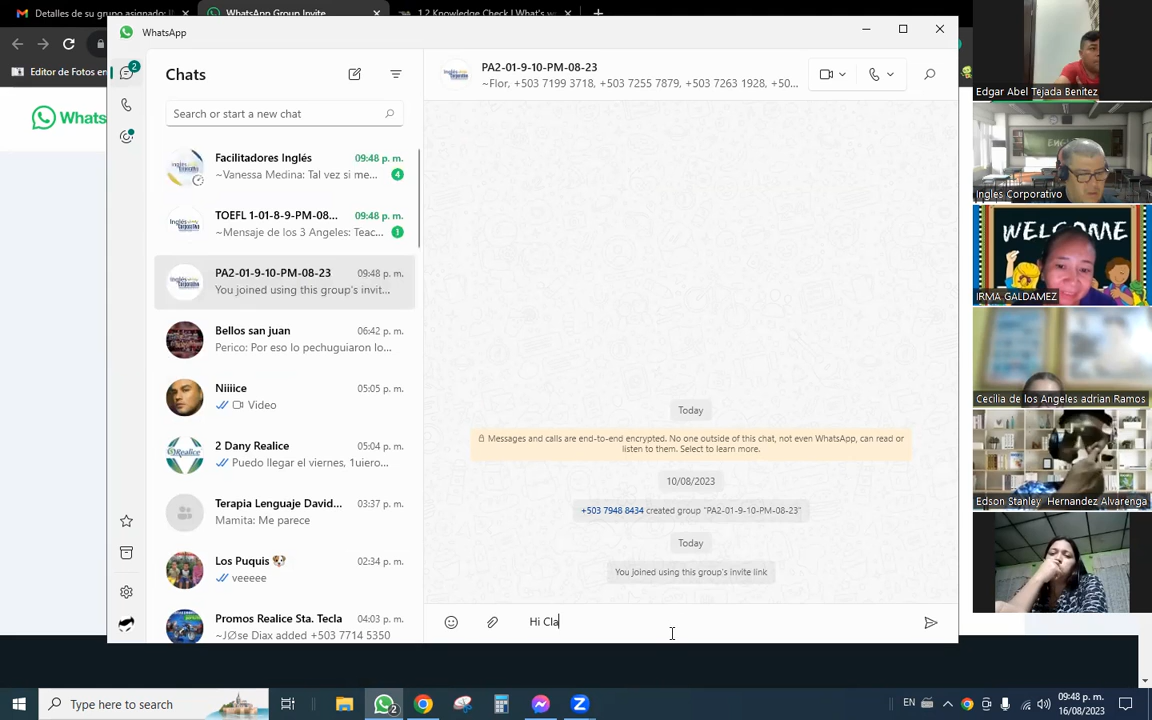 Detalles de su grupo asignado: I
WhatsApp Group Invite
1.2 Knowledge Check | What's w
Editor de Fotos en
Whats
WhatsApp
Chats
Search or start a new chat
Facilitadores Inglés 09:48 p. m.
~Vanessa Medina: Tal vez si me... 4
TOEFL 1-01-8-9-PM-08... 09:48 p. m.
~Mensaje de los 3 Angeles: Teac... 1
PA2-01-9-10-PM-08-23 09:48 p. m.
You joined using this group's invit...
Bellos san juan 06:42 p. m.
Perico: Por eso lo pechuguiaron lo...
Niiiice 05:05 p. m.
Video
2 Dany Realice 05:04 p. m.
Puedo llegar el viernes, 1uiero...
Terapia Lenguaje David... 03:37 p. m.
Mamita: Me parece
Los Puquis 🐶 02:34 p. m.
veeeee
Promos Realice Sta. Tecla 04:03 p. m.
~JØse Diax added +503 7714 5350
2
PA2-01-9-10-PM-08-23
~Flor, +503 7199 3718, +503 7255 7879, +503 7263 1928, +50...
Today
Messages and calls are end-to-end encrypted. No one outside of this chat, not even WhatsApp, can read or
listen to them. Select to learn more.
10/08/2023
+503 7948 8434 created group "PA2-01-9-10-PM-08-23"
Today
You joined using this group's invite link
Hi Cla
Edgar Abel Tejada Benitez
Ingles Corporativo
WELCOME
IRMA GALDAMEZ
Cecilia de los Angeles adrian Ramos
Edson Stanley Hernandez Alvarenga
Type here to search
2
EN
09:48 p. m.
16/08/2023